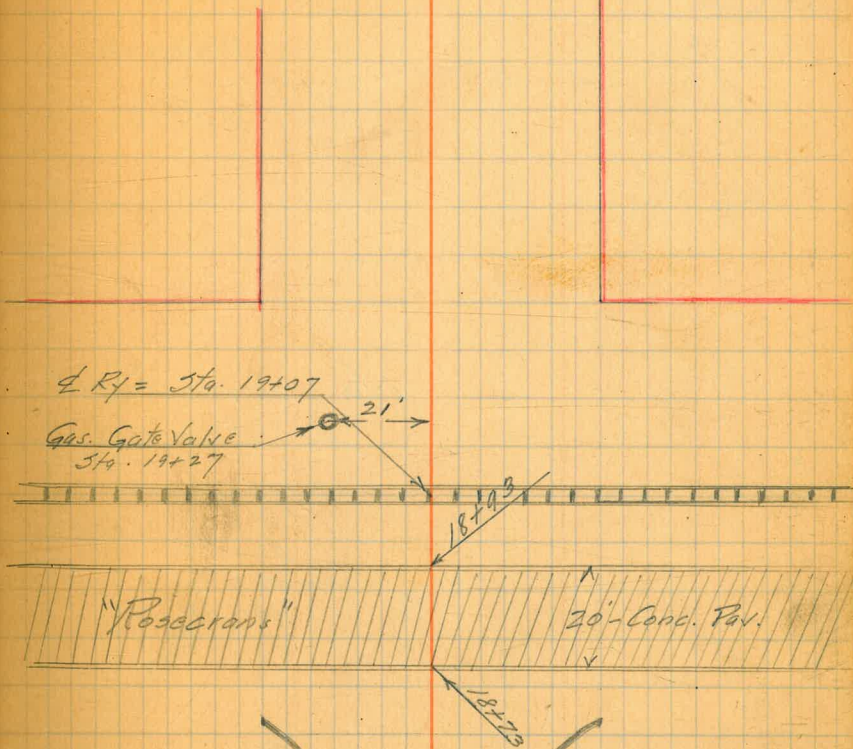 ℄ Ry = Sta. 19+07
21'
Gas. Gate Valve
Sta. 19+27
18+93
"Rosecrans"
20'-Conc. Pav.
18+73